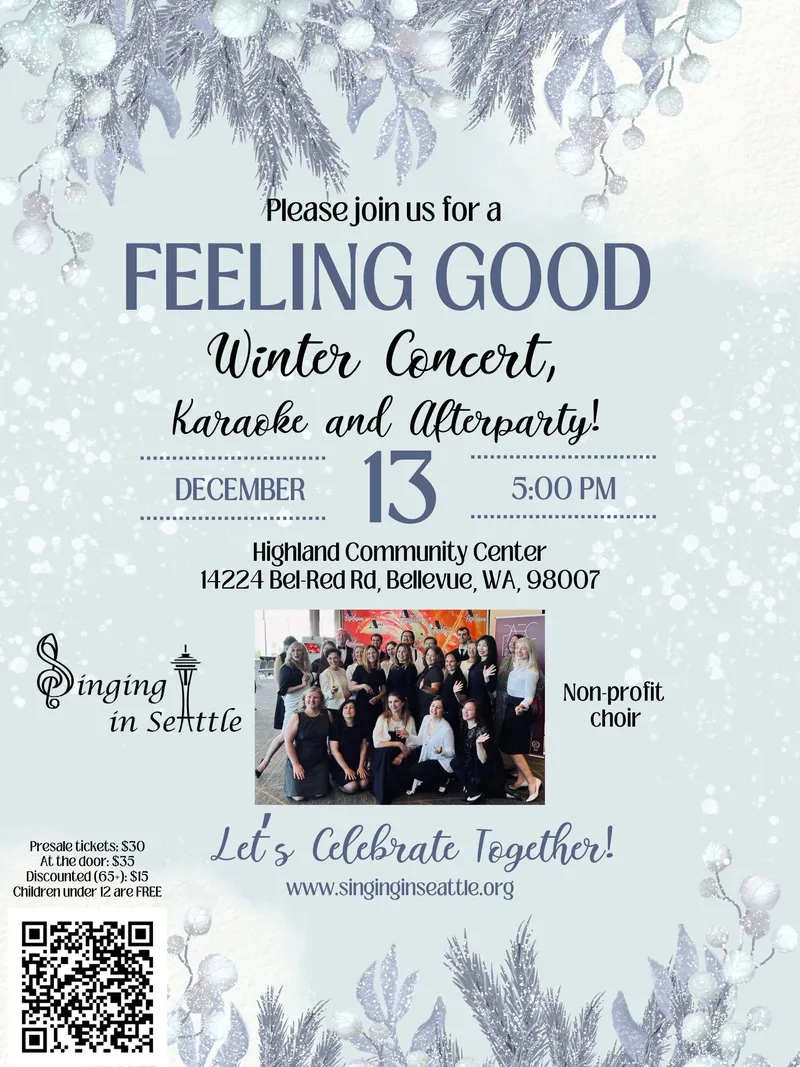 Please join us for a
FEELING GOOD
Winter Concert,
Karaoke and Afterparty!
DECEMBER
13
5:00 PM
Highland Community Center
14224 Bel-Red Rd, Bellevue, WA, 98007
Singing
in Seattle
Non-profit
choir
Let's Celebrate Together!
www.singinginseattle.org
Presale tickets: $30
At the door: $35
Discounted (65+): $15
Children under 12 are FREE